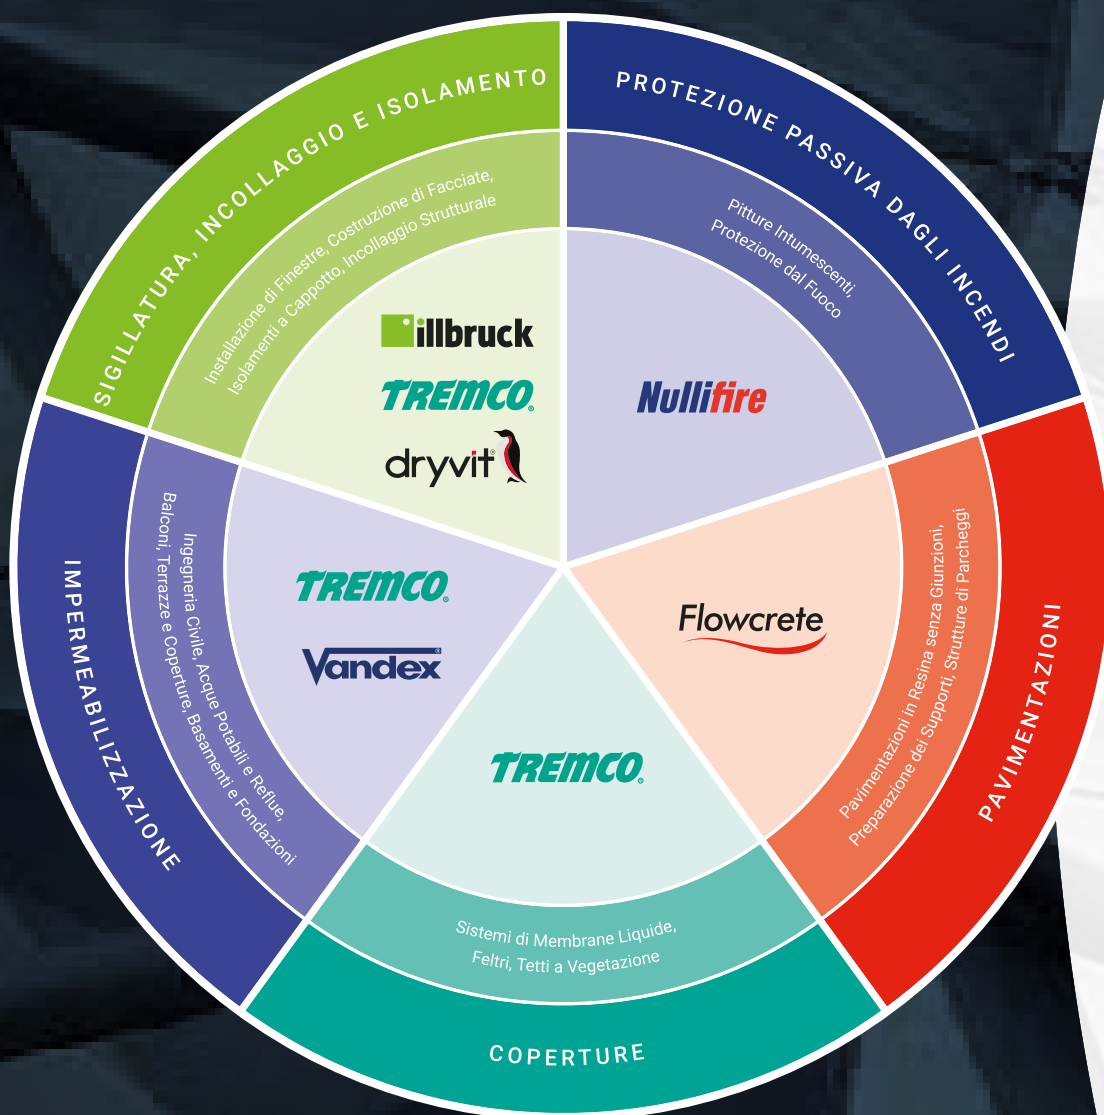 SIGILLATURA, INCOLLAGGIO E ISOLAMENTO
Installazione di Finestre, Costruzione di Facciate,
Isolamenti a Cappotto, Incollaggio Strutturale
illbruck
TREMCO®
dryvit®
PROTEZIONE PASSIVA DAGLI INCENDI
Pitture Intumescenti,
Protezione dal Fuoco
Nullifire
PAVIMENTAZIONI
Pavimentazioni in Resina senza Giunzioni,
Preparazione dei Supporti, Strutture di Parcheggi
Flowcrete
COPERTURE
Sistemi di Membrane Liquide,
Feltri, Tetti a Vegetazione
TREMCO®
IMPERMEABILIZZAZIONE
Ingegneria Civile, Acque Potabili e Reflue,
Balconi, Terrazze e Coperture, Basamenti e Fondazioni
TREMCO®
Vandex®